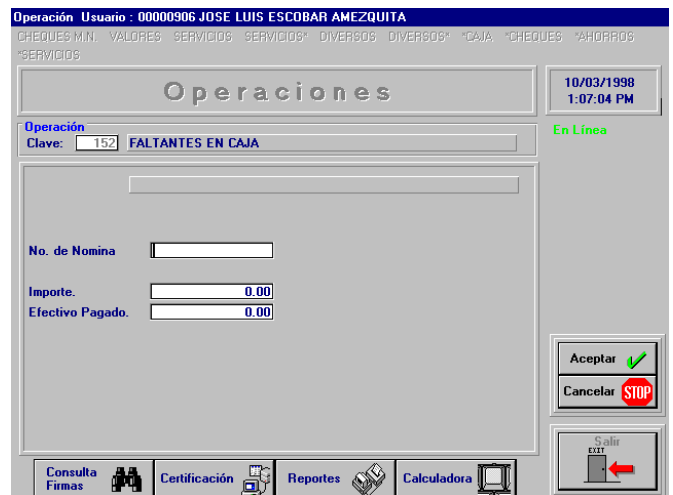 Operación Usuario : 00000906 JOSE LUIS ESCOBAR AMEZQUITA
CHEQUES M.N. VALORES SERVICIOS SERVICIOS* DIVERSOS DIVERSOS* *CAJA *CHEQUES *AHORROS
*SERVICIOS
Operaciones
10/03/1998
1:07:04 PM
Operación
Clave: 152 FALTANTES EN CAJA
En Línea
No. de Nomina
Importe. 0.00
Efectivo Pagado. 0.00
Aceptar
Cancelar STOP
Salir
EXIT
Consulta
Firmas
Certificación
Reportes
Calculadora